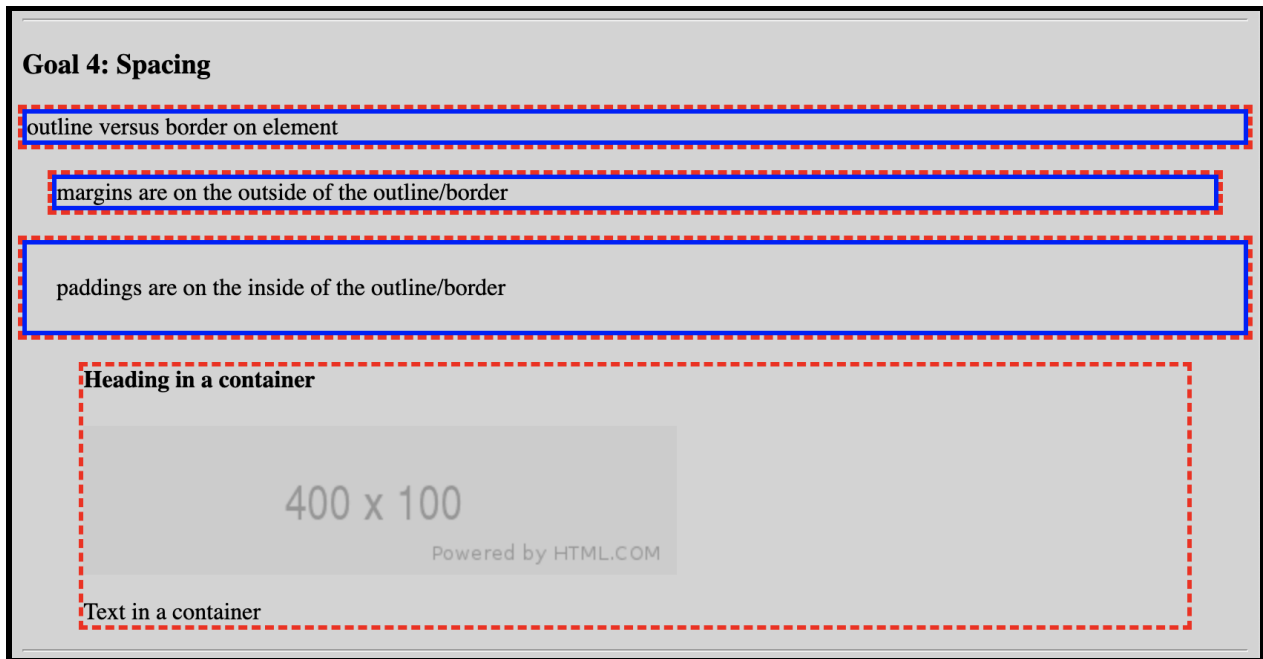 Goal 4: Spacing
outline versus border on element
margins are on the outside of the outline/border
paddings are on the inside of the outline/border
Heading in a container
400 x 100
Powered by HTML.COM
Text in a container